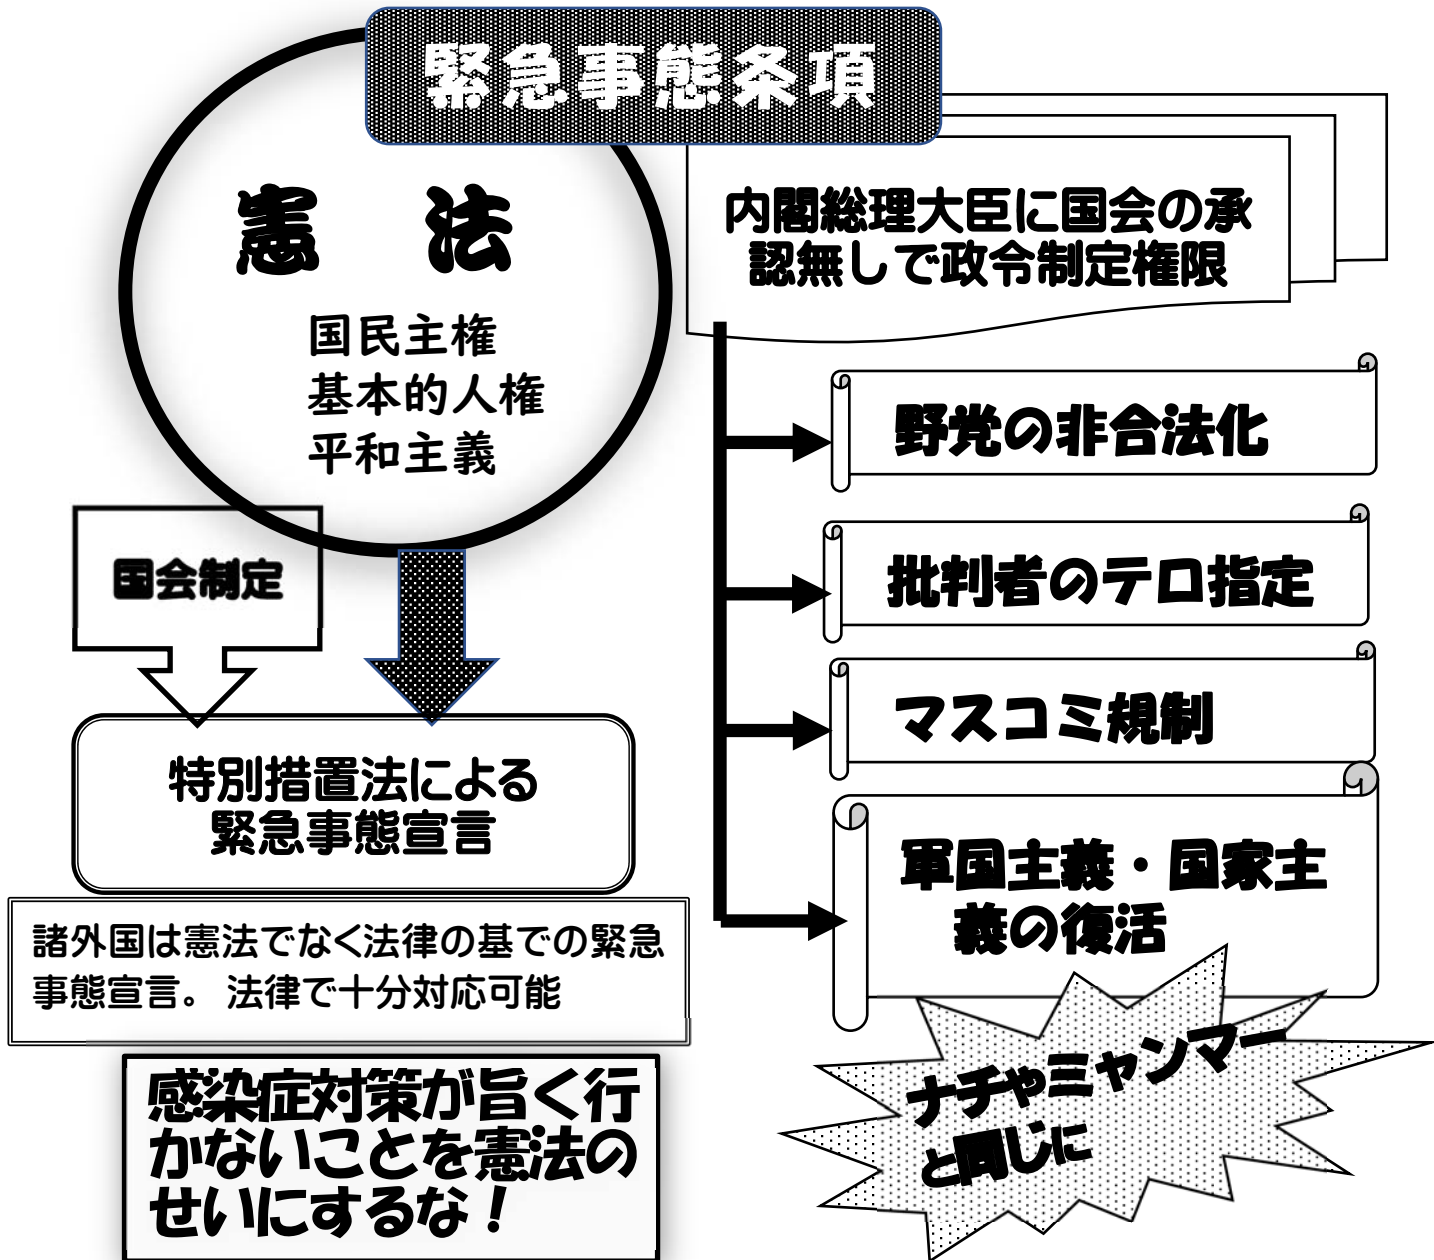 緊急事態条項
憲 法
国民主権
基本的人権
平和主義
国会制定
特別措置法による
緊急事態宣言
諸外国は憲法でなく法律の基での緊急
事態宣言。 法律で十分対応可能
感染症対策が旨く行
かないことを憲法の
せいにするな!
内閣総理大臣に国会の承
認無しで政令制定権限
野党の非合法化
批判者のテロ指定
マスコミ規制
軍国主義・国家主
義の復活
ナチやミャンマー
と同じに